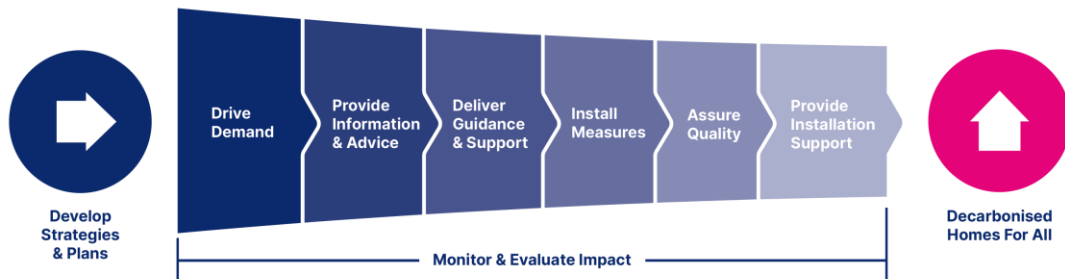 Develop
Strategies
& Plans
Drive
Demand
Provide
Information
& Advice
Deliver
Guidance
& Support
Install
Measures
Assure
Quality
Provide
Installation
Support
Decarbonised
Homes For All
Monitor & Evaluate Impact